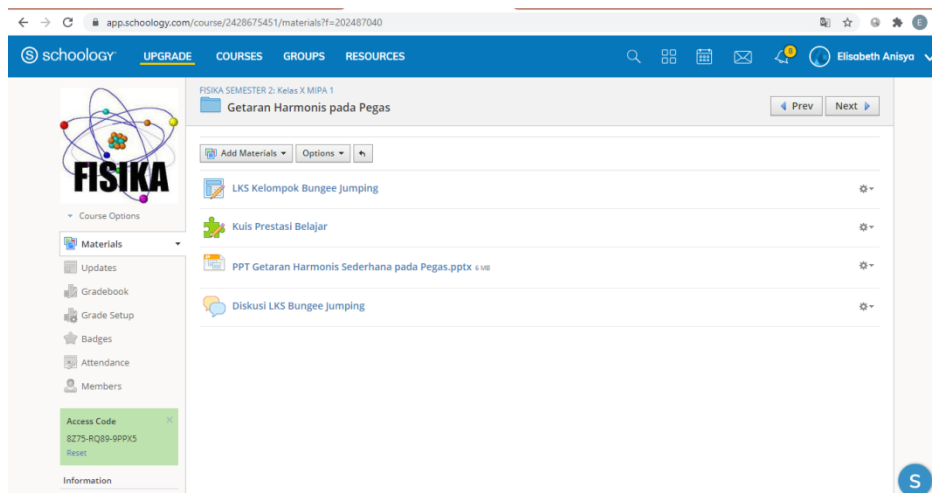 app.schoology.com/course/2428675451/materials?f=202487040
E
S schoology UPGRADE COURSES GROUPS RESOURCES 8 Elisabeth Anisya
FISIKA
Course Options
Materials
Updates
Gradebook
Grade Setup
Badges
Attendance
Members
Access Code
8Z75-RQ89-9PPX5
Reset
Information
FISIKA SEMESTER 2: Kelas X MIPA 1
Getaran Harmonis pada Pegas
Prev Next
Add Materials Options
LKS Kelompok Bungee Jumping
Kuis Prestasi Belajar
PPT Getaran Harmonis Sederhana pada Pegas.pptx 6 MB
Diskusi LKS Bungee Jumping
S